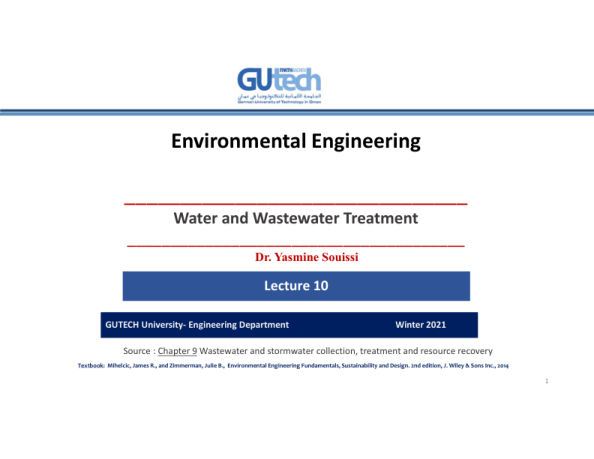 GUtech
الجامعة الألمانية للتكنولوجيا في عمان
German University of Technology in Oman
Environmental Engineering
Water and Wastewater Treatment
Dr. Yasmine Souissi
Lecture 10
GUTECH University- Engineering Department Winter 2021
Source : Chapter 9 Wastewater and stormwater collection, treatment and resource recovery
Textbook: Mihelcic, James R., and Zimmerman, Julie B., Environmental Engineering Fundamentals, Sustainability and Design. 2nd edition, J. Wiley & Sons Inc., 2014
1